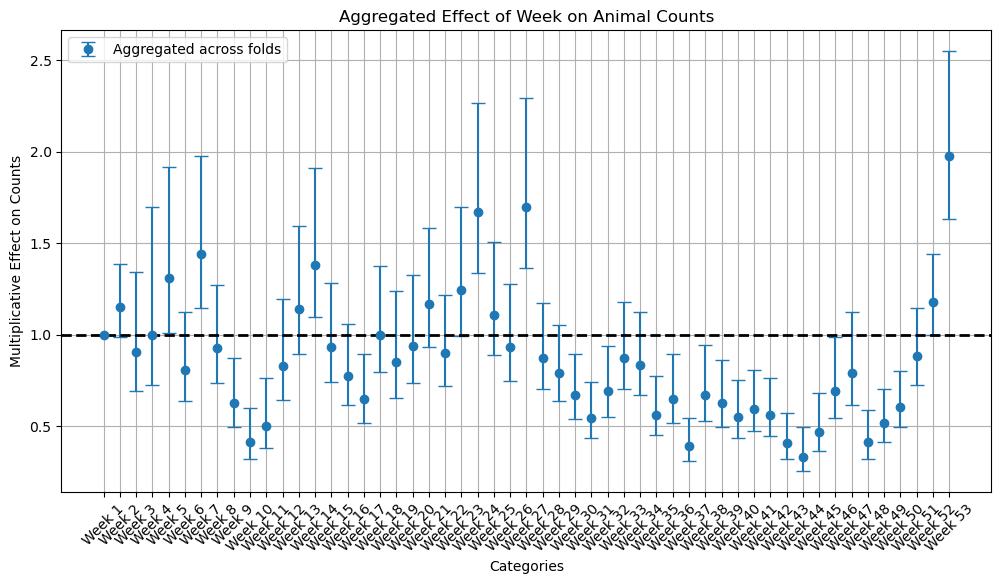 Aggregated Effect of Week on Animal Counts
Aggregated across folds
Multiplicative Effect on Counts
2.5
2.0
1.5
1.0
0.5
Week 1
Week 2
Week 3
Week 4
Week 5
Week 6
Week 7
Week 8
Week 9
Week 10
Week 11
Week 12
Week 13
Week 14
Week 15
Week 16
Week 17
Week 18
Week 19
Week 20
Week 21
Week 22
Week 23
Week 24
Week 25
Week 26
Week 27
Week 28
Week 29
Week 30
Week 31
Week 32
Week 33
Week 34
Week 35
Week 36
Week 37
Week 38
Week 39
Week 40
Week 41
Week 42
Week 43
Week 44
Week 45
Week 46
Week 47
Week 48
Week 49
Week 50
Week 51
Week 52
Week 53
Categories